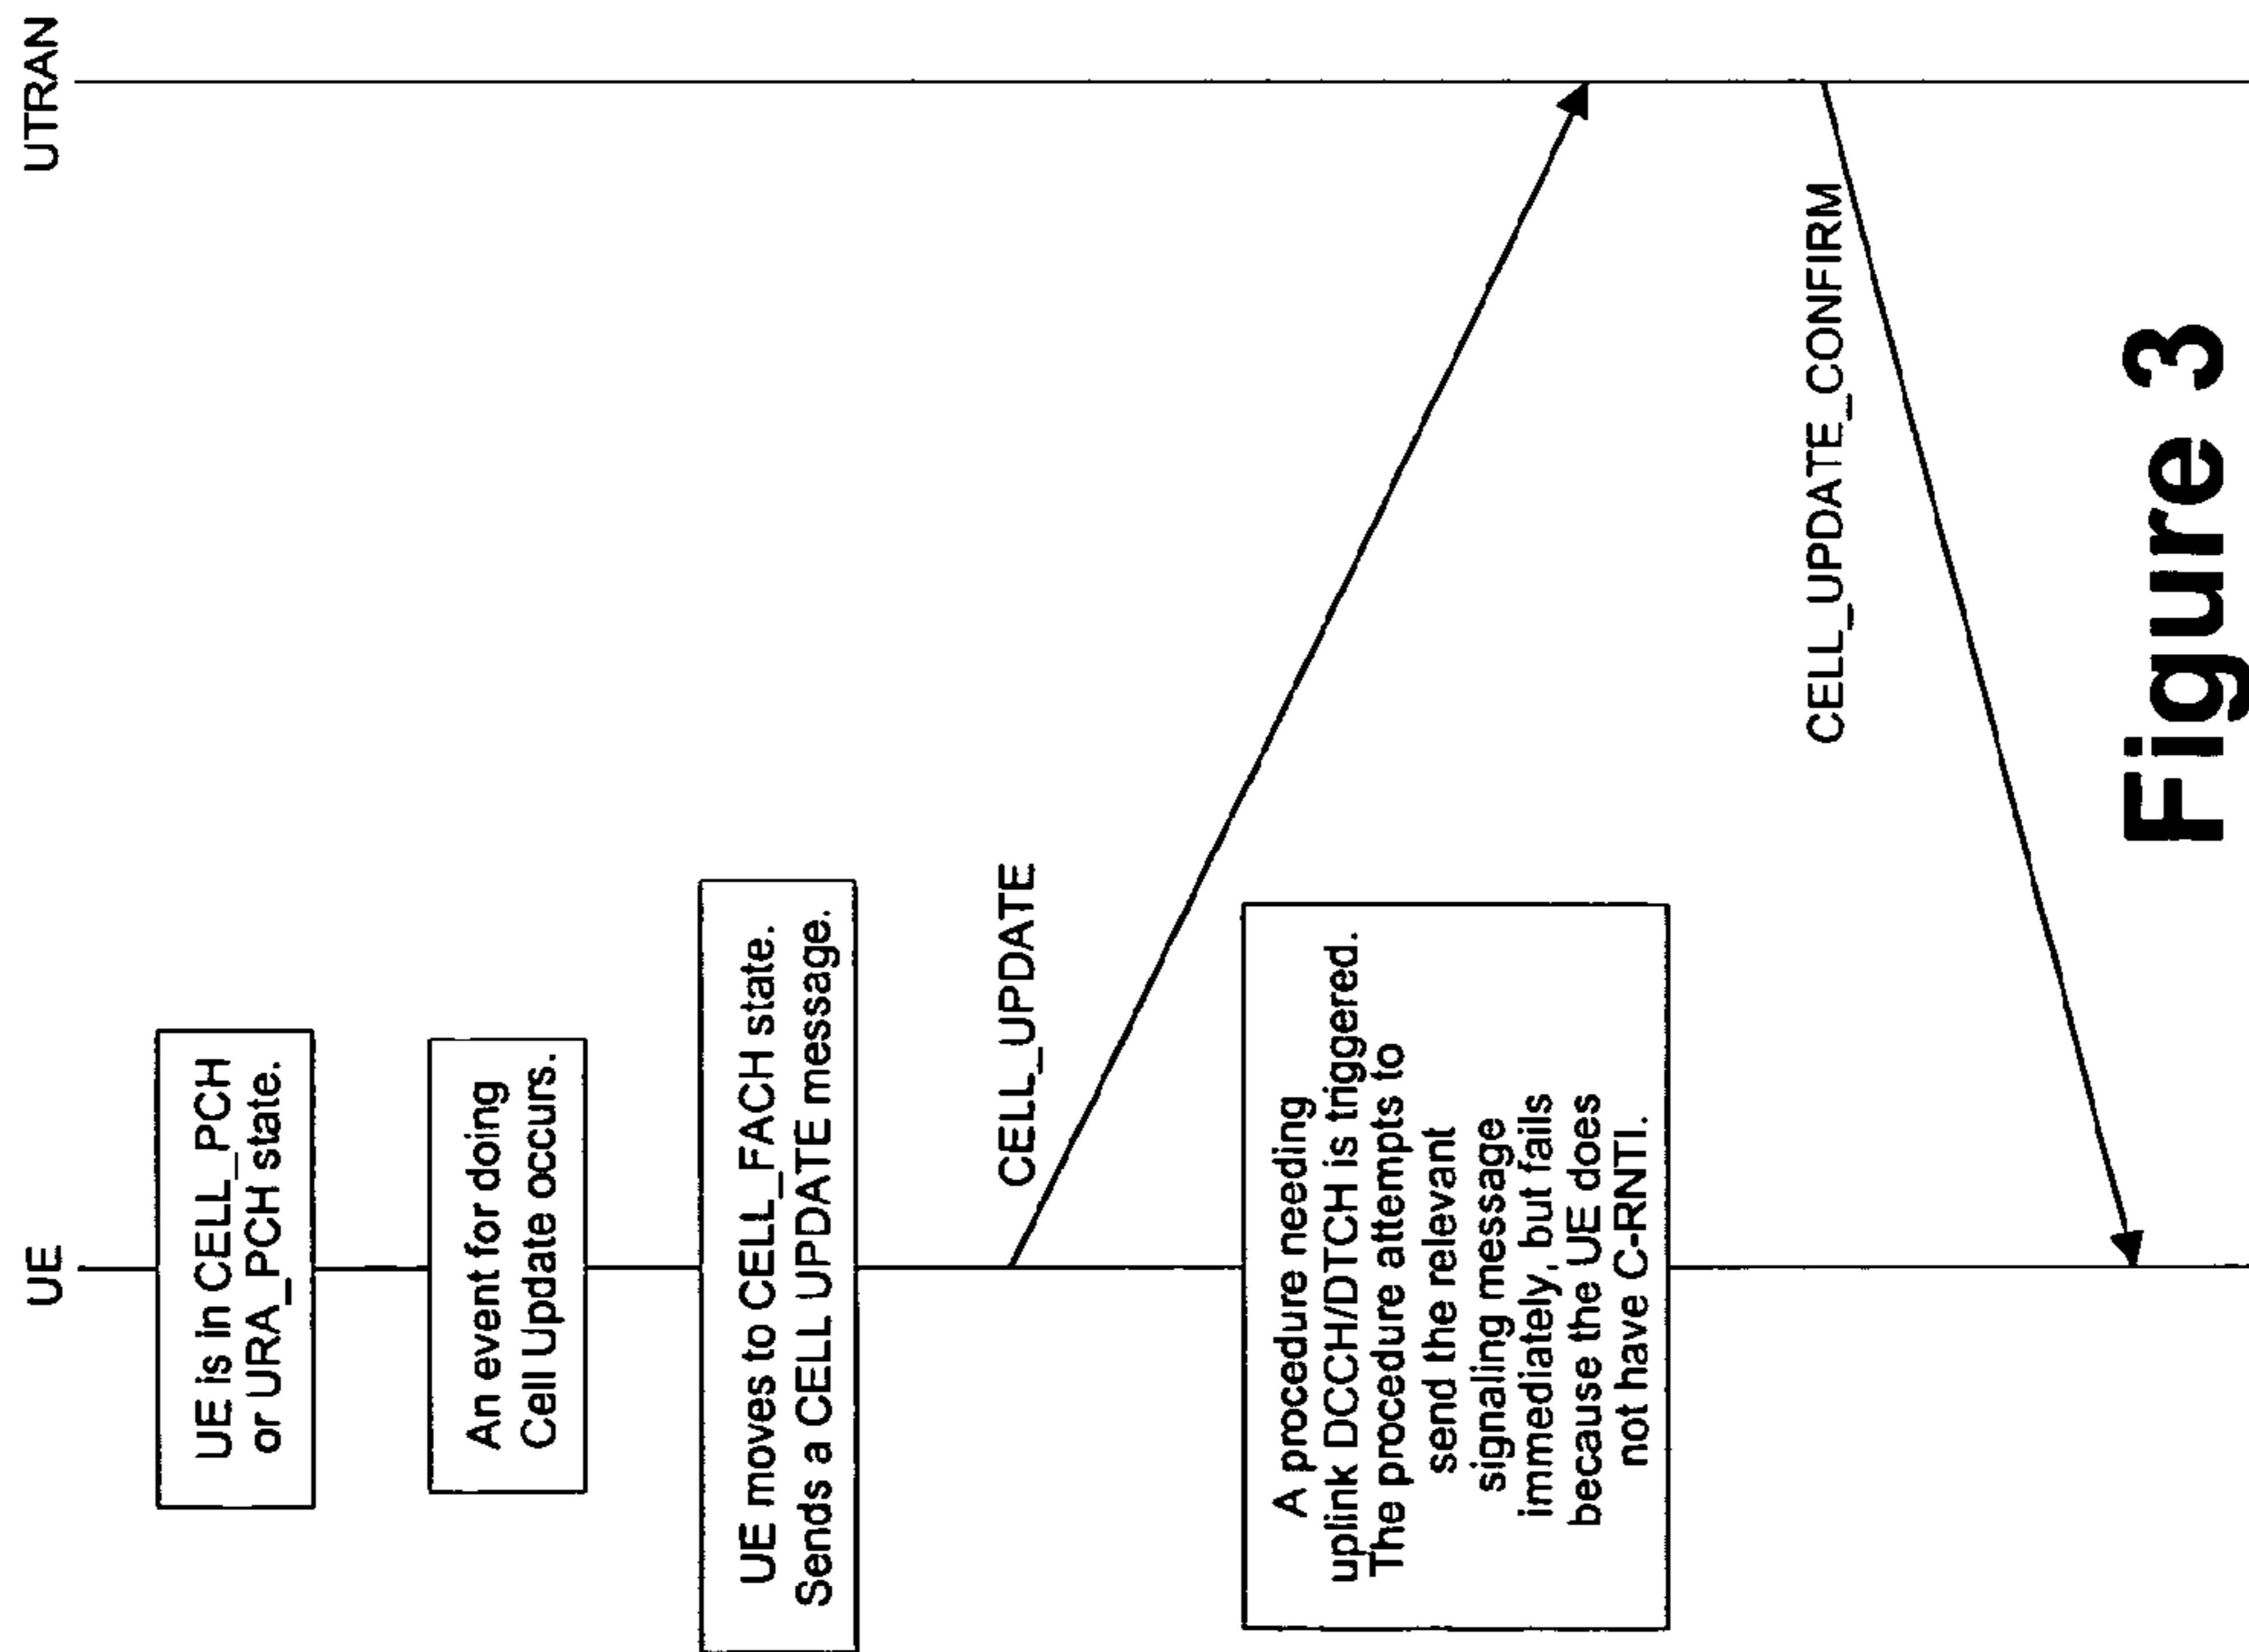 UE
UTRAN
UE is in CELL_PCH
or URA_PCH state.
An event for doing
Cell Update occurs.
UE moves to CELL_FACH state.
Sends a CELL UPDATE message.
CELL_UPDATE
A procedure needing
uplink DCCH/DTCH is triggered.
The procedure attempts to
send the relevant
signaling message
immediately, but fails
because the UE does
not have C-RNTI.
CELL_UPDATE_CONFIRM
Figure 3